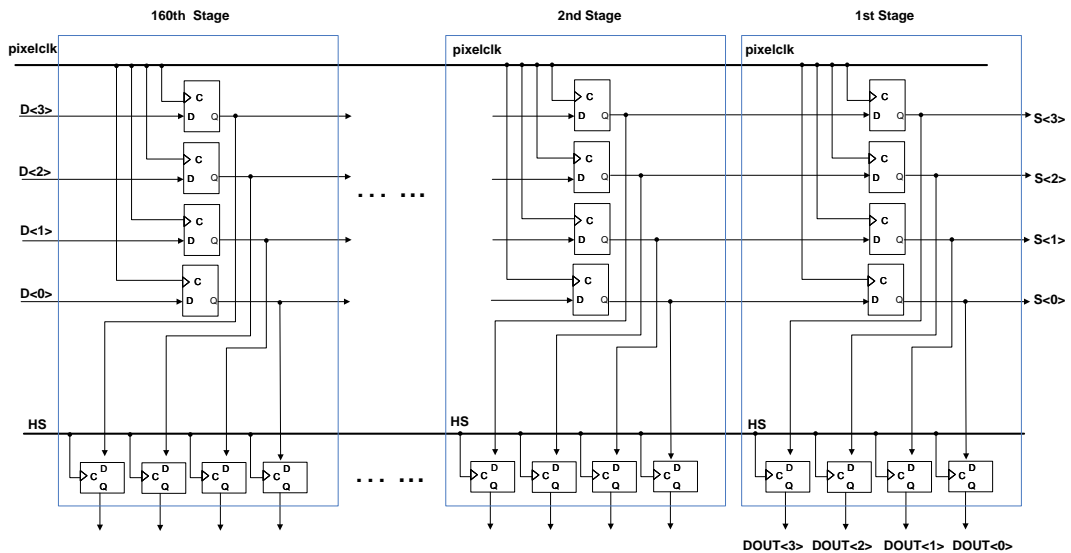 160th Stage
2nd Stage
1st Stage
pixelclk
pixelclk
pixelclk
D<3>
C
D
Q
C
D
Q
C
D
Q
S<3>
D<2>
C
D
Q
C
D
Q
C
D
Q
S<2>
... ...
D<1>
C
D
Q
C
D
Q
C
D
Q
S<1>
D<0>
C
D
Q
C
D
Q
C
D
Q
S<0>
HS
HS
HS
D
C
Q
D
C
Q
D
C
Q
D
C
Q
... ...
D
C
Q
D
C
Q
D
C
Q
D
C
Q
D
C
Q
D
C
Q
D
C
Q
D
C
Q
DOUT<3> DOUT<2> DOUT<1> DOUT<0>